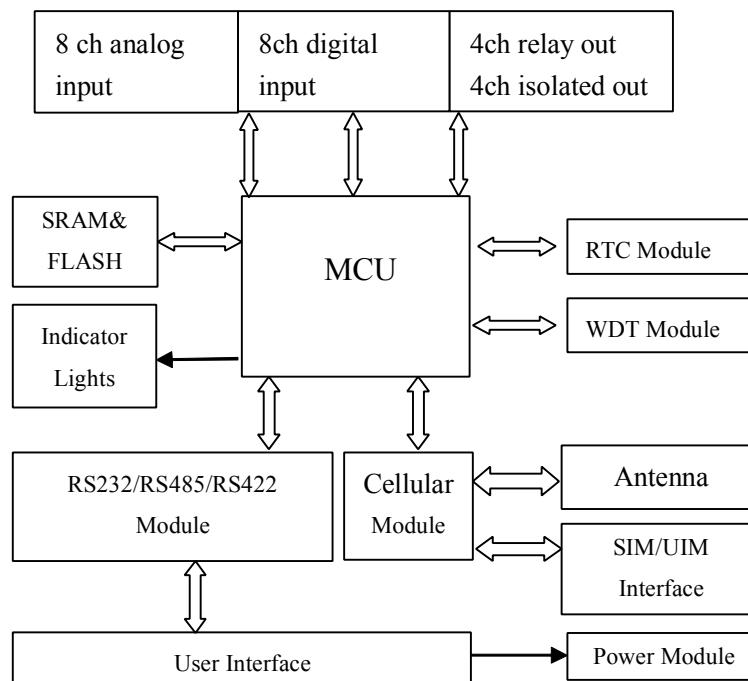 8 ch analog
input
8ch digital
input
4ch relay out
4ch isolated out
SRAM&
FLASH
MCU
RTC Module
WDT Module
Indicator
Lights
RS232/RS485/RS422
Module
Cellular
Module
Antenna
SIM/UIM
Interface
User Interface
Power Module